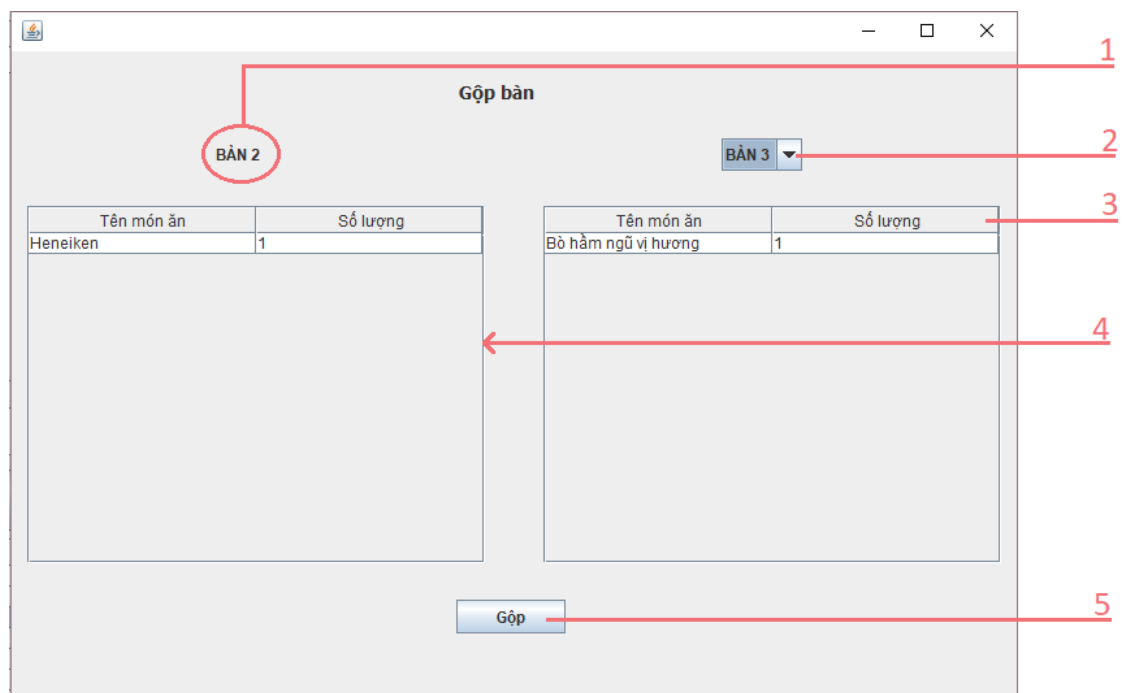 1
Gộp bàn
BÀN 2
BÀN 3
2
Tên món ăn Số lượng
Tên món ăn Số lượng
3
Heneiken 1
Bò hầm ngũ vị hương 1
4
Gộp
5